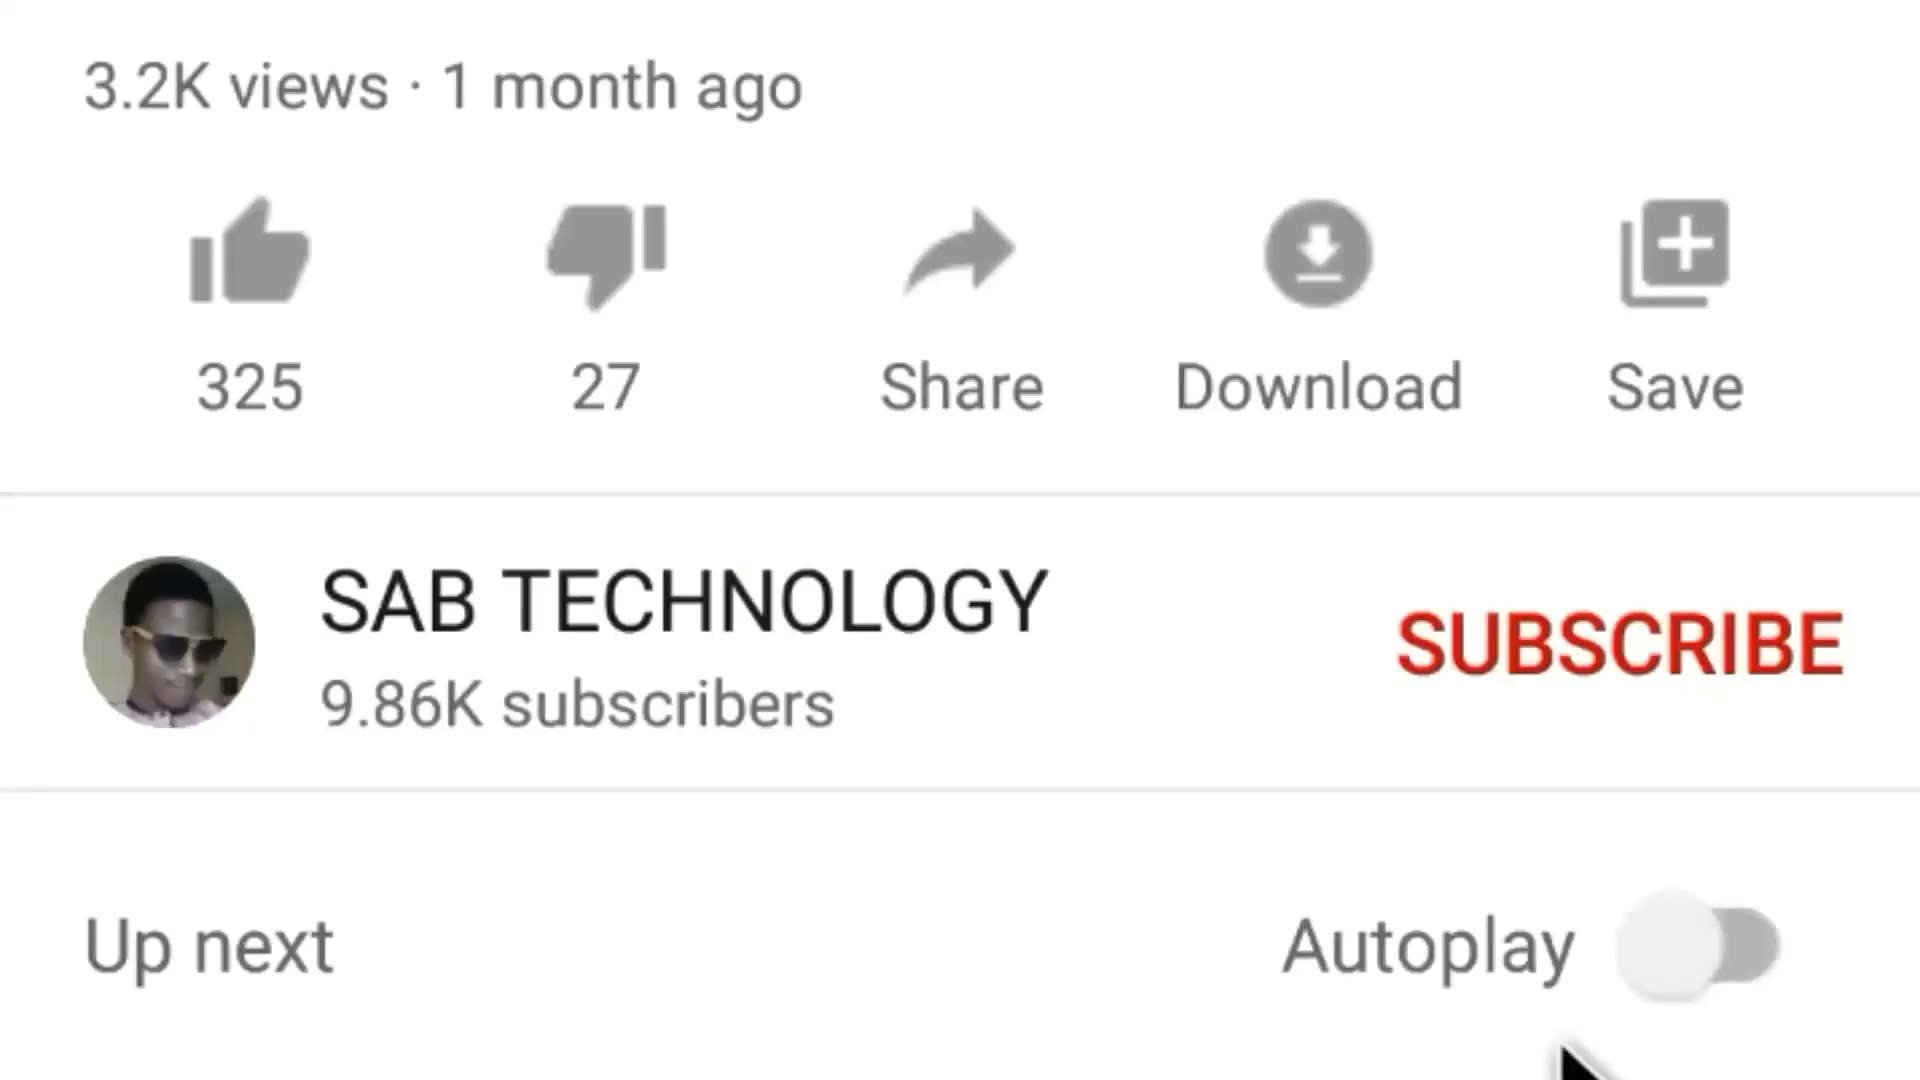 3.2K views · 1 month ago
325 27 Share Download Save
SAB TECHNOLOGY
SUBSCRIBE
9.86K subscribers
Up next Autoplay